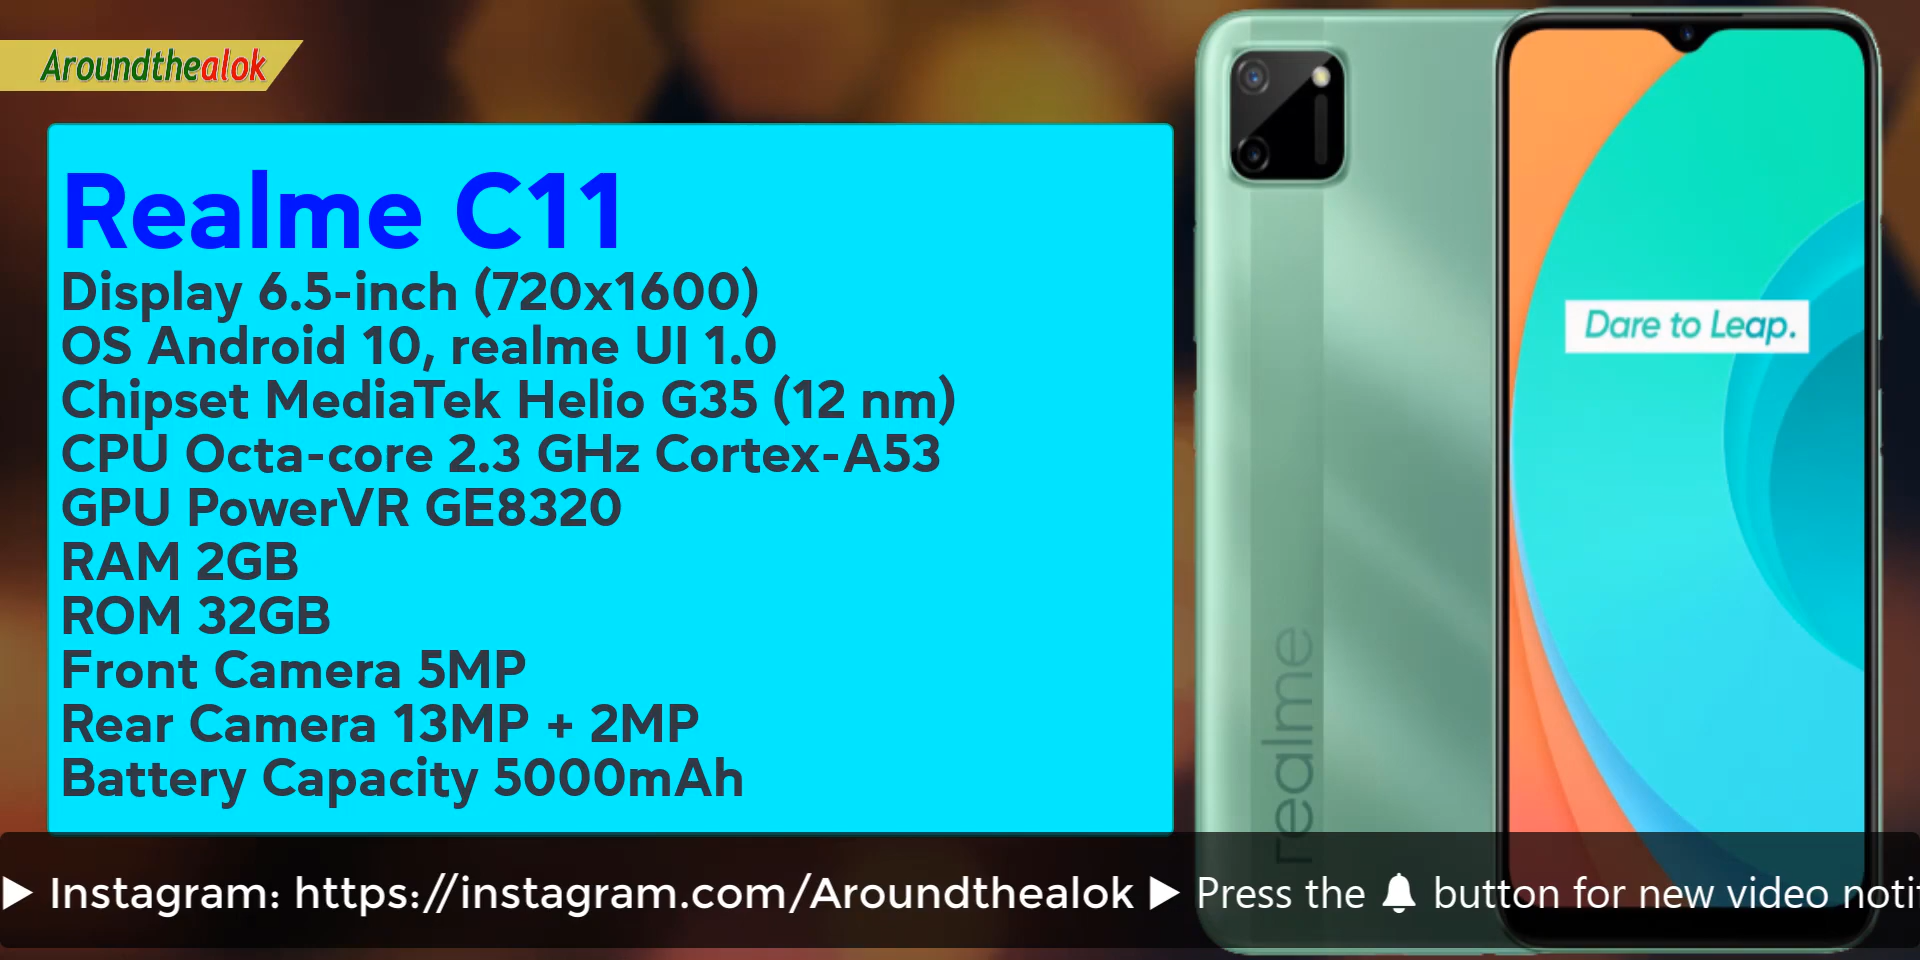 Aroundthealok
Realme C11
Display 6.5-inch (720x1600)
OS Android 10, realme UI 1.0
Chipset MediaTek Helio G35 (12 nm)
CPU Octa-core 2.3 GHz Cortex-A53
GPU PowerVR GE8320
RAM 2GB
ROM 32GB
Front Camera 5MP
Rear Camera 13MP + 2MP
Battery Capacity 5000mAh
realme
Dare to Leap.
▶ Instagram: https://instagram.com/Aroundthealok ▶ Press the 🔔 button for new video notif